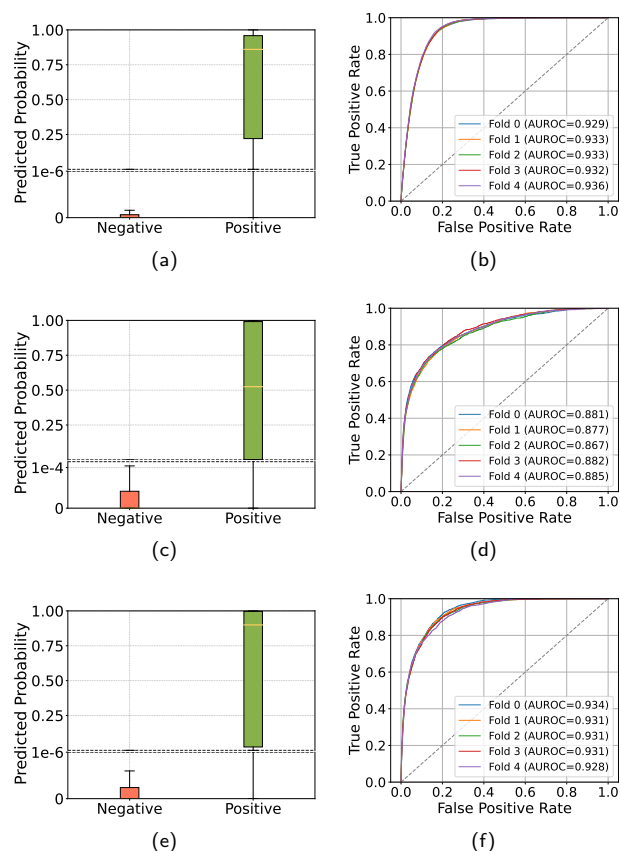 Predicted Probability
1.00
0.75
0.50
0.25
1e-6
0
Negative
Positive
(a)
True Positive Rate
1.0
0.8
0.6
0.4
0.2
0.0
Fold 0 (AUROC=0.929)
Fold 1 (AUROC=0.933)
Fold 2 (AUROC=0.933)
Fold 3 (AUROC=0.932)
Fold 4 (AUROC=0.936)
0.0 0.2 0.4 0.6 0.8 1.0
False Positive Rate
(b)
Predicted Probability
1.00
0.75
0.50
0.25
1e-4
0
Negative
Positive
(c)
True Positive Rate
1.0
0.8
0.6
0.4
0.2
0.0
Fold 0 (AUROC=0.881)
Fold 1 (AUROC=0.877)
Fold 2 (AUROC=0.867)
Fold 3 (AUROC=0.882)
Fold 4 (AUROC=0.885)
0.0 0.2 0.4 0.6 0.8 1.0
False Positive Rate
(d)
Predicted Probability
1.00
0.75
0.50
0.25
1e-6
0
Negative
Positive
(e)
True Positive Rate
1.0
0.8
0.6
0.4
0.2
0.0
Fold 0 (AUROC=0.934)
Fold 1 (AUROC=0.931)
Fold 2 (AUROC=0.931)
Fold 3 (AUROC=0.931)
Fold 4 (AUROC=0.928)
0.0 0.2 0.4 0.6 0.8 1.0
False Positive Rate
(f)